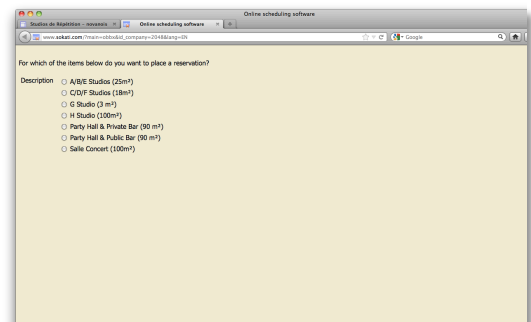 Online scheduling software
Studios de Répétition – novanois
Online scheduling software
www.sokati.com/?main=obbx&id_company=2048&lang=EN
Google
For which of the items below do you want to place a reservation?
Description
A/B/E Studios (25m²)
C/D/F Studios (18m²)
G Studio (3 m²)
H Studio (100m²)
Party Hall & Private Bar (90 m²)
Party Hall & Public Bar (90 m²)
Salle Concert (100m²)